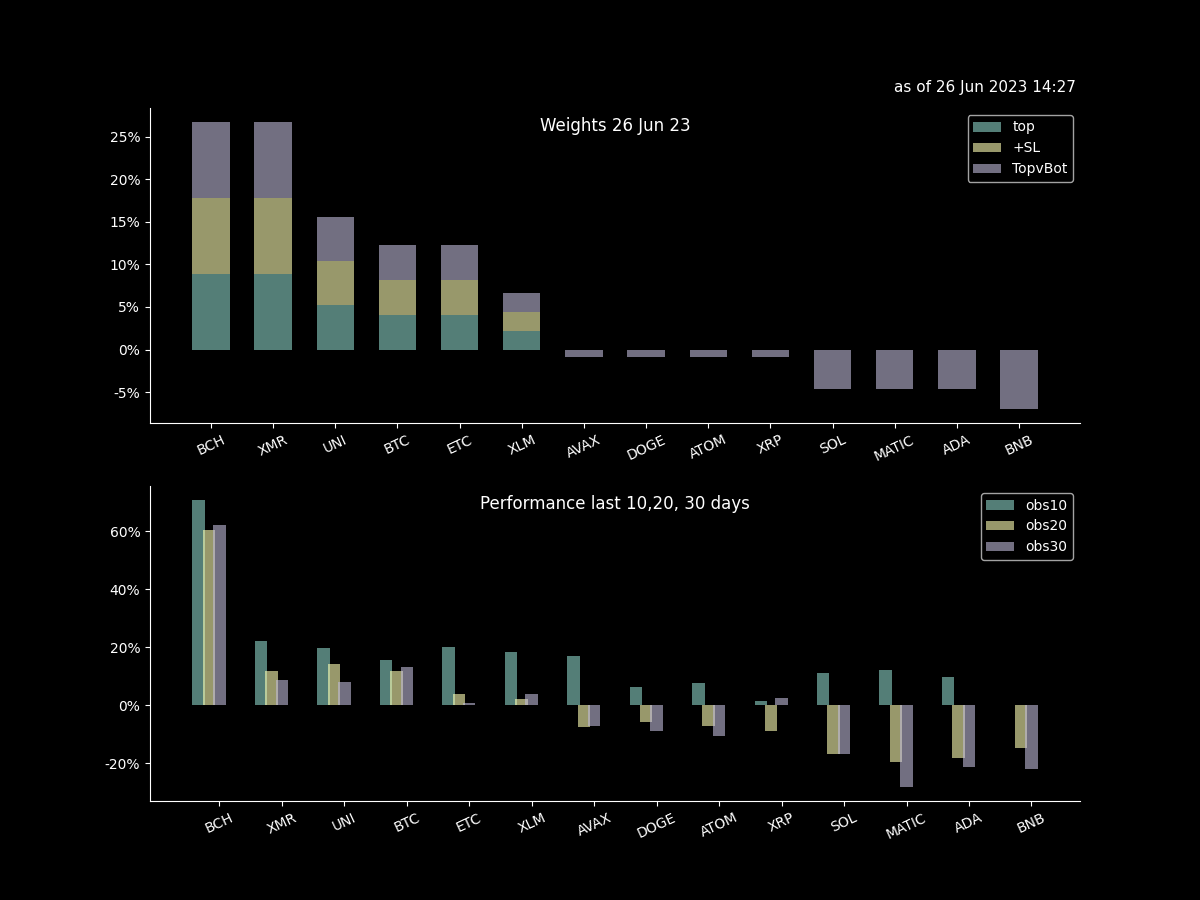 as of 26 Jun 2023 14:27
Weights 26 Jun 23
top
+SL
TopvBot
25%
20%
15%
10%
5%
0%
-5%
BCH XMR UNI BTC ETC XLM AVAX DOGE ATOM XRP SOL MATIC ADA BNB
Performance last 10,20, 30 days
obs10
obs20
obs30
60%
40%
20%
0%
-20%
BCH XMR UNI BTC ETC XLM AVAX DOGE ATOM XRP SOL MATIC ADA BNB